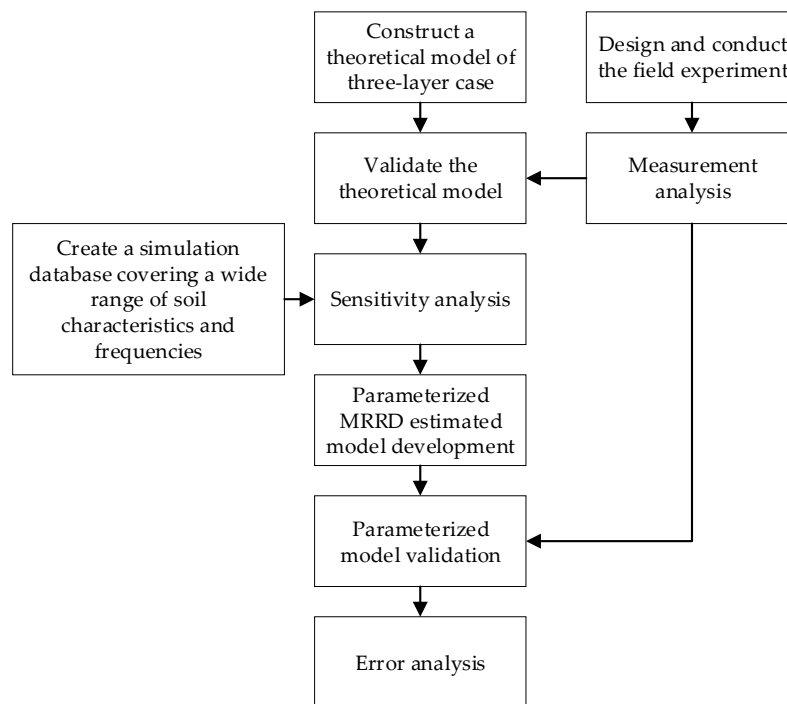 Construct a
theoretical model of
three-layer case
Design and conduct
the field experiment
Validate the
theoretical model
Measurement
analysis
Create a simulation
database covering a wide
range of soil
characteristics and
frequencies
Sensitivity analysis
Parameterized
MRRD estimated
model development
Parameterized
model validation
Error analysis